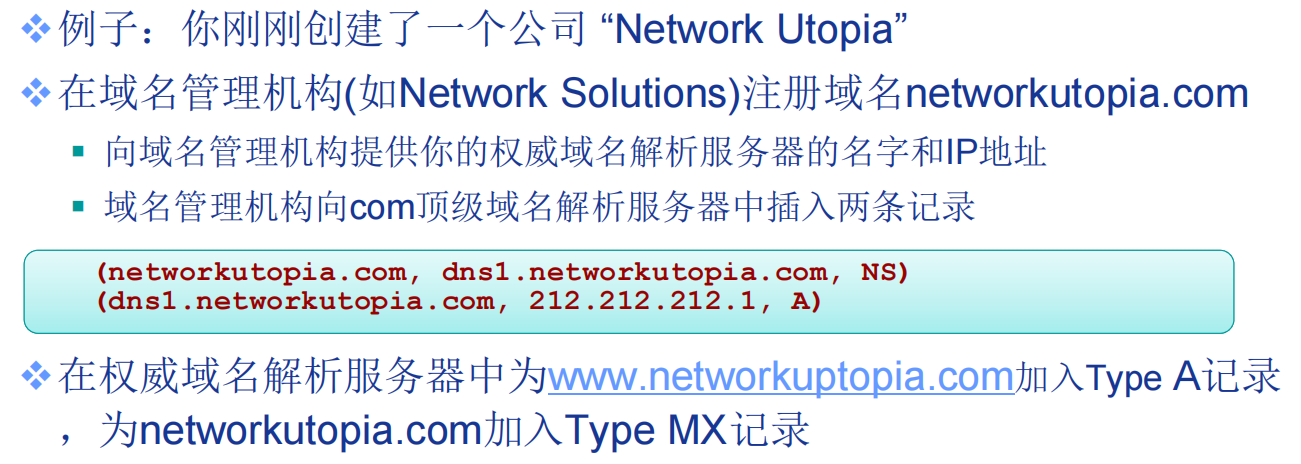 例子：你刚刚创建了一个公司 “Network Utopia”
在域名管理机构(如Network Solutions)注册域名networkutopia.com
向域名管理机构提供你的权威域名解析服务器的名字和IP地址
域名管理机构向com顶级域名解析服务器中插入两条记录
(networkutopia.com, dns1.networkutopia.com, NS)
(dns1.networkutopia.com, 212.212.212.1, A)
在权威域名解析服务器中为www.networkuptopia.com加入Type A记录
，为networkutopia.com加入Type MX记录